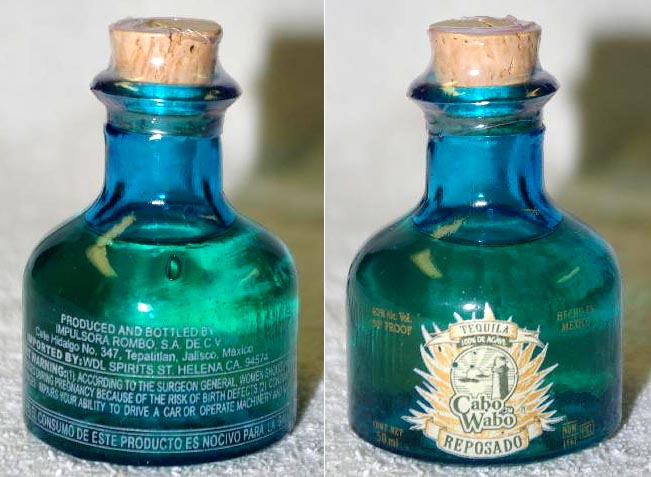 PRODUCED AND BOTTLED BY
IMPULSORA ROMBO, S.A. DE C.V.
Calle Hidalgo No. 347, Tepatitlan, Jalisco, México
IMPORTED BY: WDL SPIRITS ST. HELENA CA. 94574
WARNING:(1) ACCORDING TO THE SURGEON GENERAL, WOMEN SHOULD
DURING PREGNANCY BECAUSE OF THE RISK OF BIRTH DEFECTS (2)
IMPAIRS YOUR ABILITY TO DRIVE A CAR OR OPERATE MACHINERY AND
EL CONSUMO DE ESTE PRODUCTO ES NOCIVO PARA LA
40% Alc. Vol.
80 PROOF
HECHO EN
MEXICO
TEQUILA
100% DE AGAVE
Cabo
Wabo
REPOSADO
CONT NET
50 ml
NOM